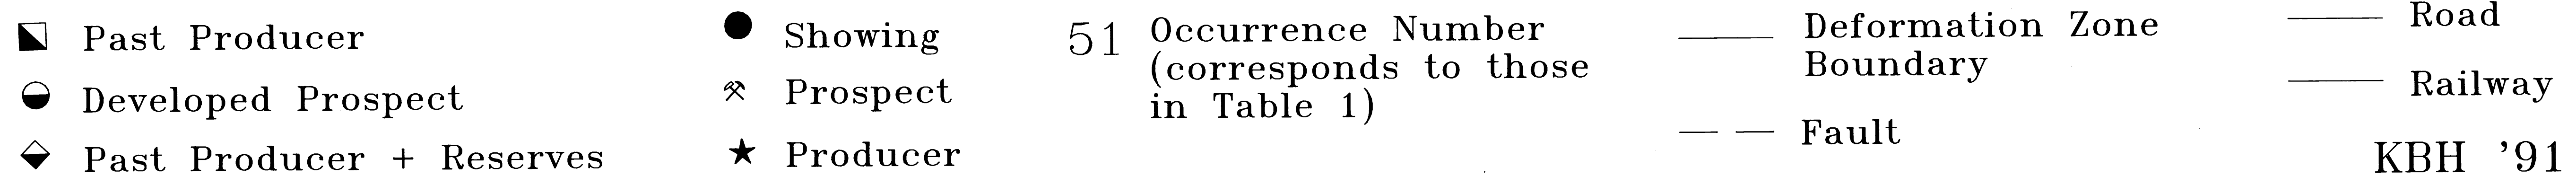 Past Producer
Developed Prospect
Past Producer + Reserves
Showing
Prospect
Producer
51 Occurrence Number
(corresponds to those
in Table 1)
Deformation Zone
Boundary
Fault
Road
Railway
KBH '91